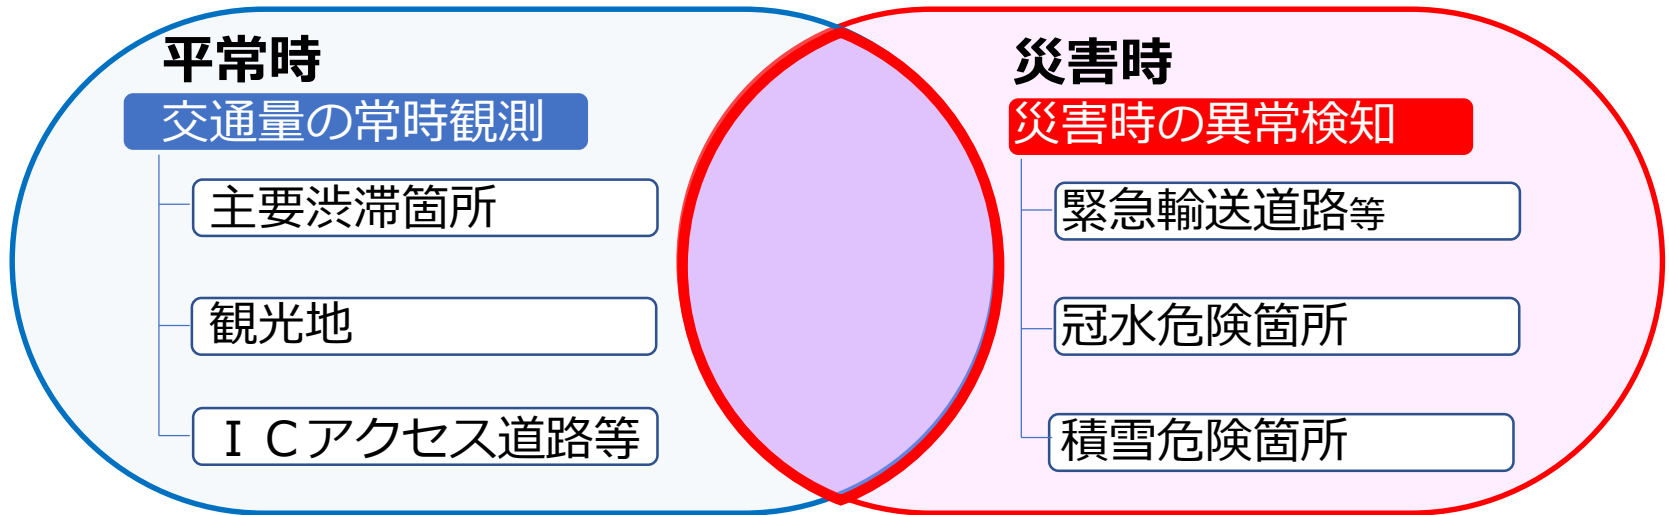 平常時
交通量の常時観測
主要渋滞箇所
観光地
ＩＣアクセス道路等
災害時
災害時の異常検知
緊急輸送道路等
冠水危険箇所
積雪危険箇所